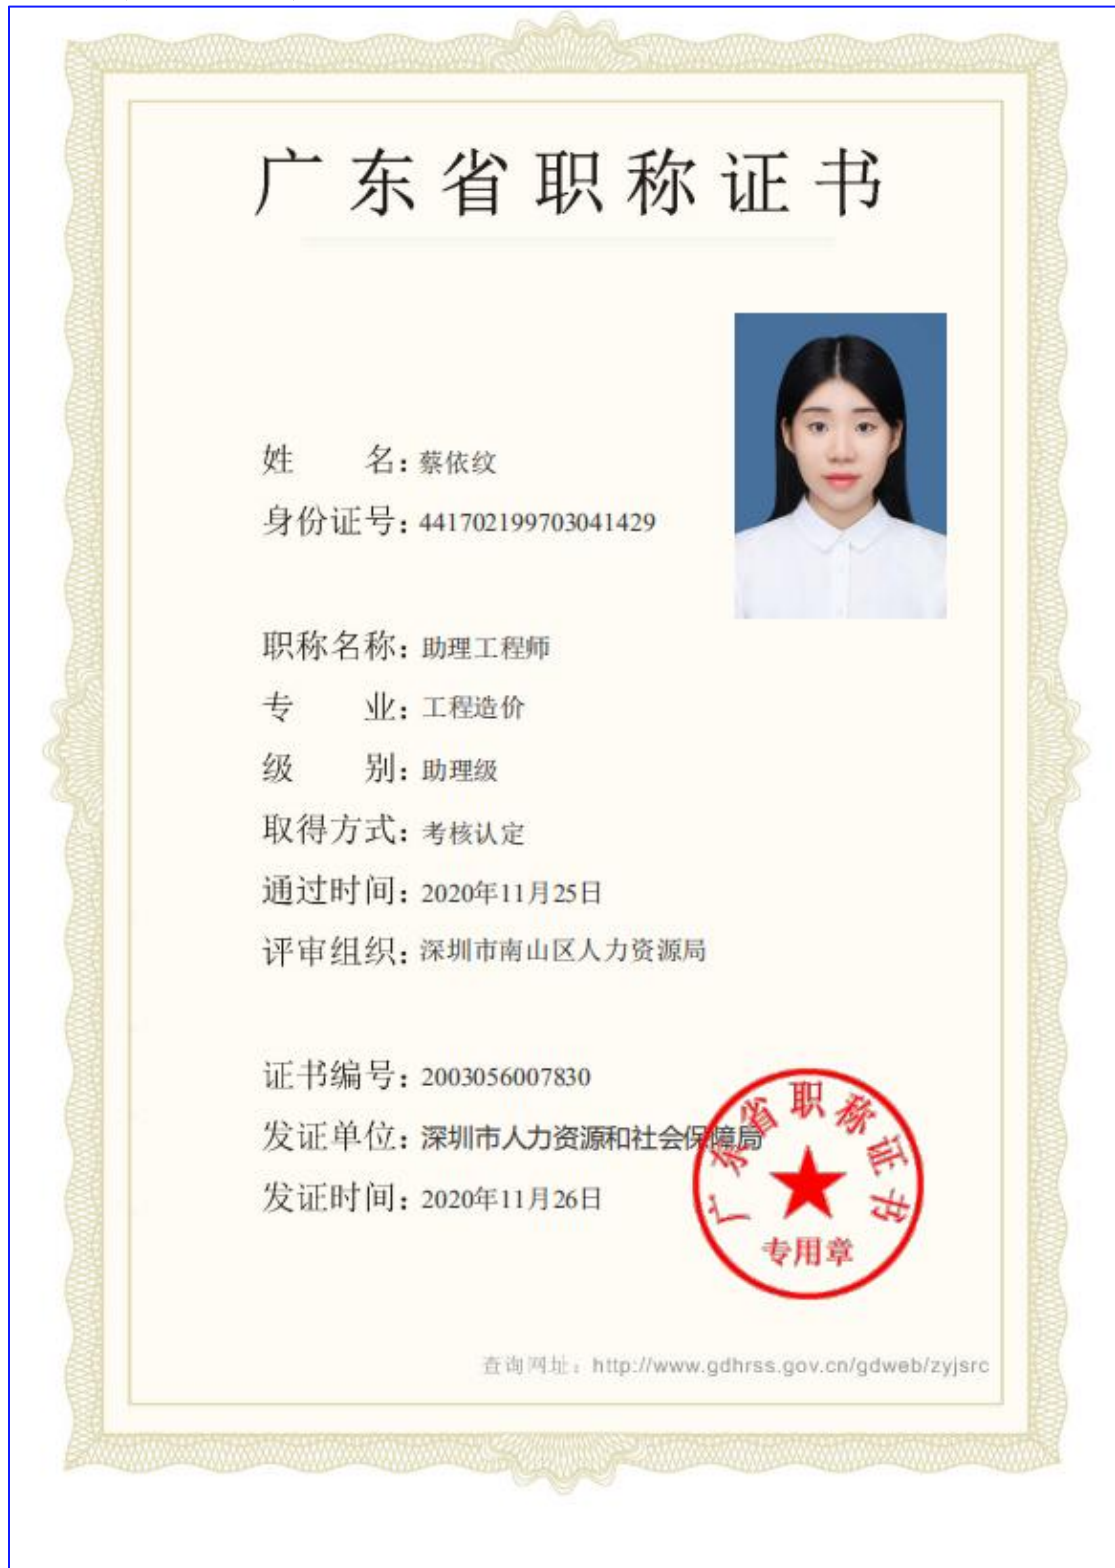 广东省职称证书
姓 名：蔡依纹
身份证号：441702199703041429
职称名称：助理工程师
专 业：工程造价
级 别：助理级
取得方式：考核认定
通过时间：2020年11月25日
评审组织：深圳市南山区人力资源局
证书编号：2003056007830
发证单位：深圳市人力资源和社会保障局
发证时间：2020年11月26日
广东省职称证书
专用章
查询网址：http://www.gdhrss.gov.cn/gdweb/zyjsrc